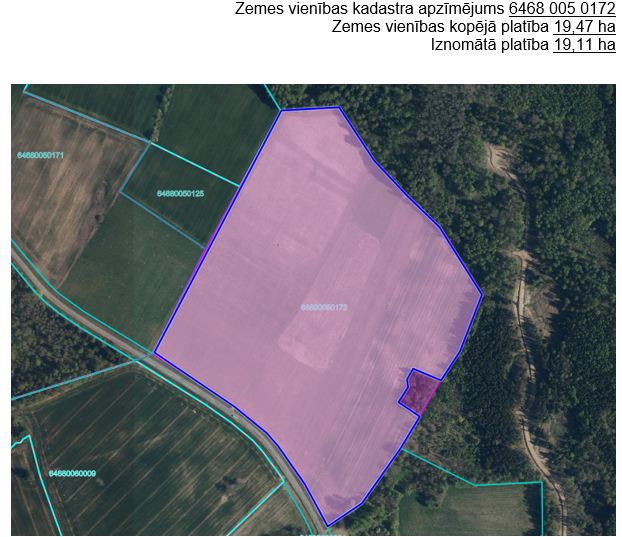 Zemes vienības kadastra apzīmējums 6468 005 0172
Zemes vienības kopējā platība 19,47 ha
Iznomātā platība 19,11 ha
64680050171
64680050125
64680050172
64680060009